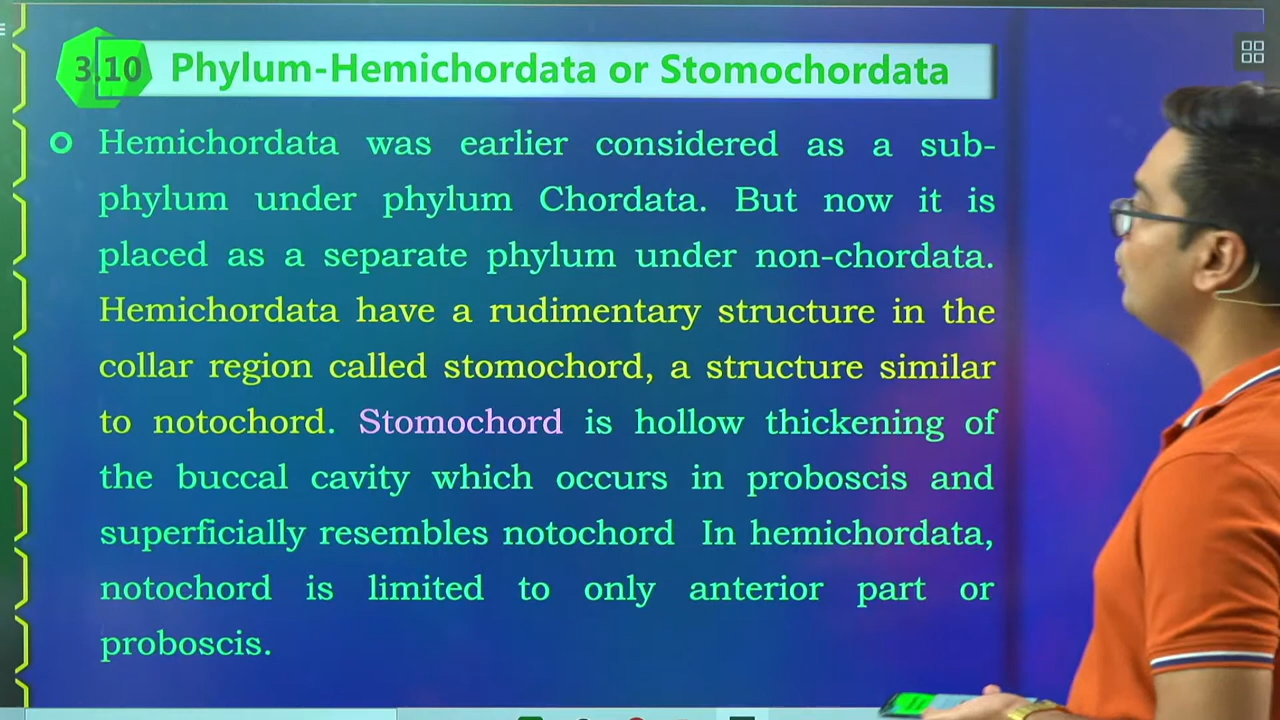 3.10 Phylum-Hemichordata or Stomochordata
Hemichordata was earlier considered as a sub-
phylum under phylum Chordata. But now it is
placed as a separate phylum under non-chordata.
Hemichordata have a rudimentary structure in the
collar region called stomochord, a structure similar
to notochord. Stomochord is hollow thickening of
the buccal cavity which occurs in proboscis and
superficially resembles notochord In hemichordata,
notochord is limited to only anterior part or
proboscis.